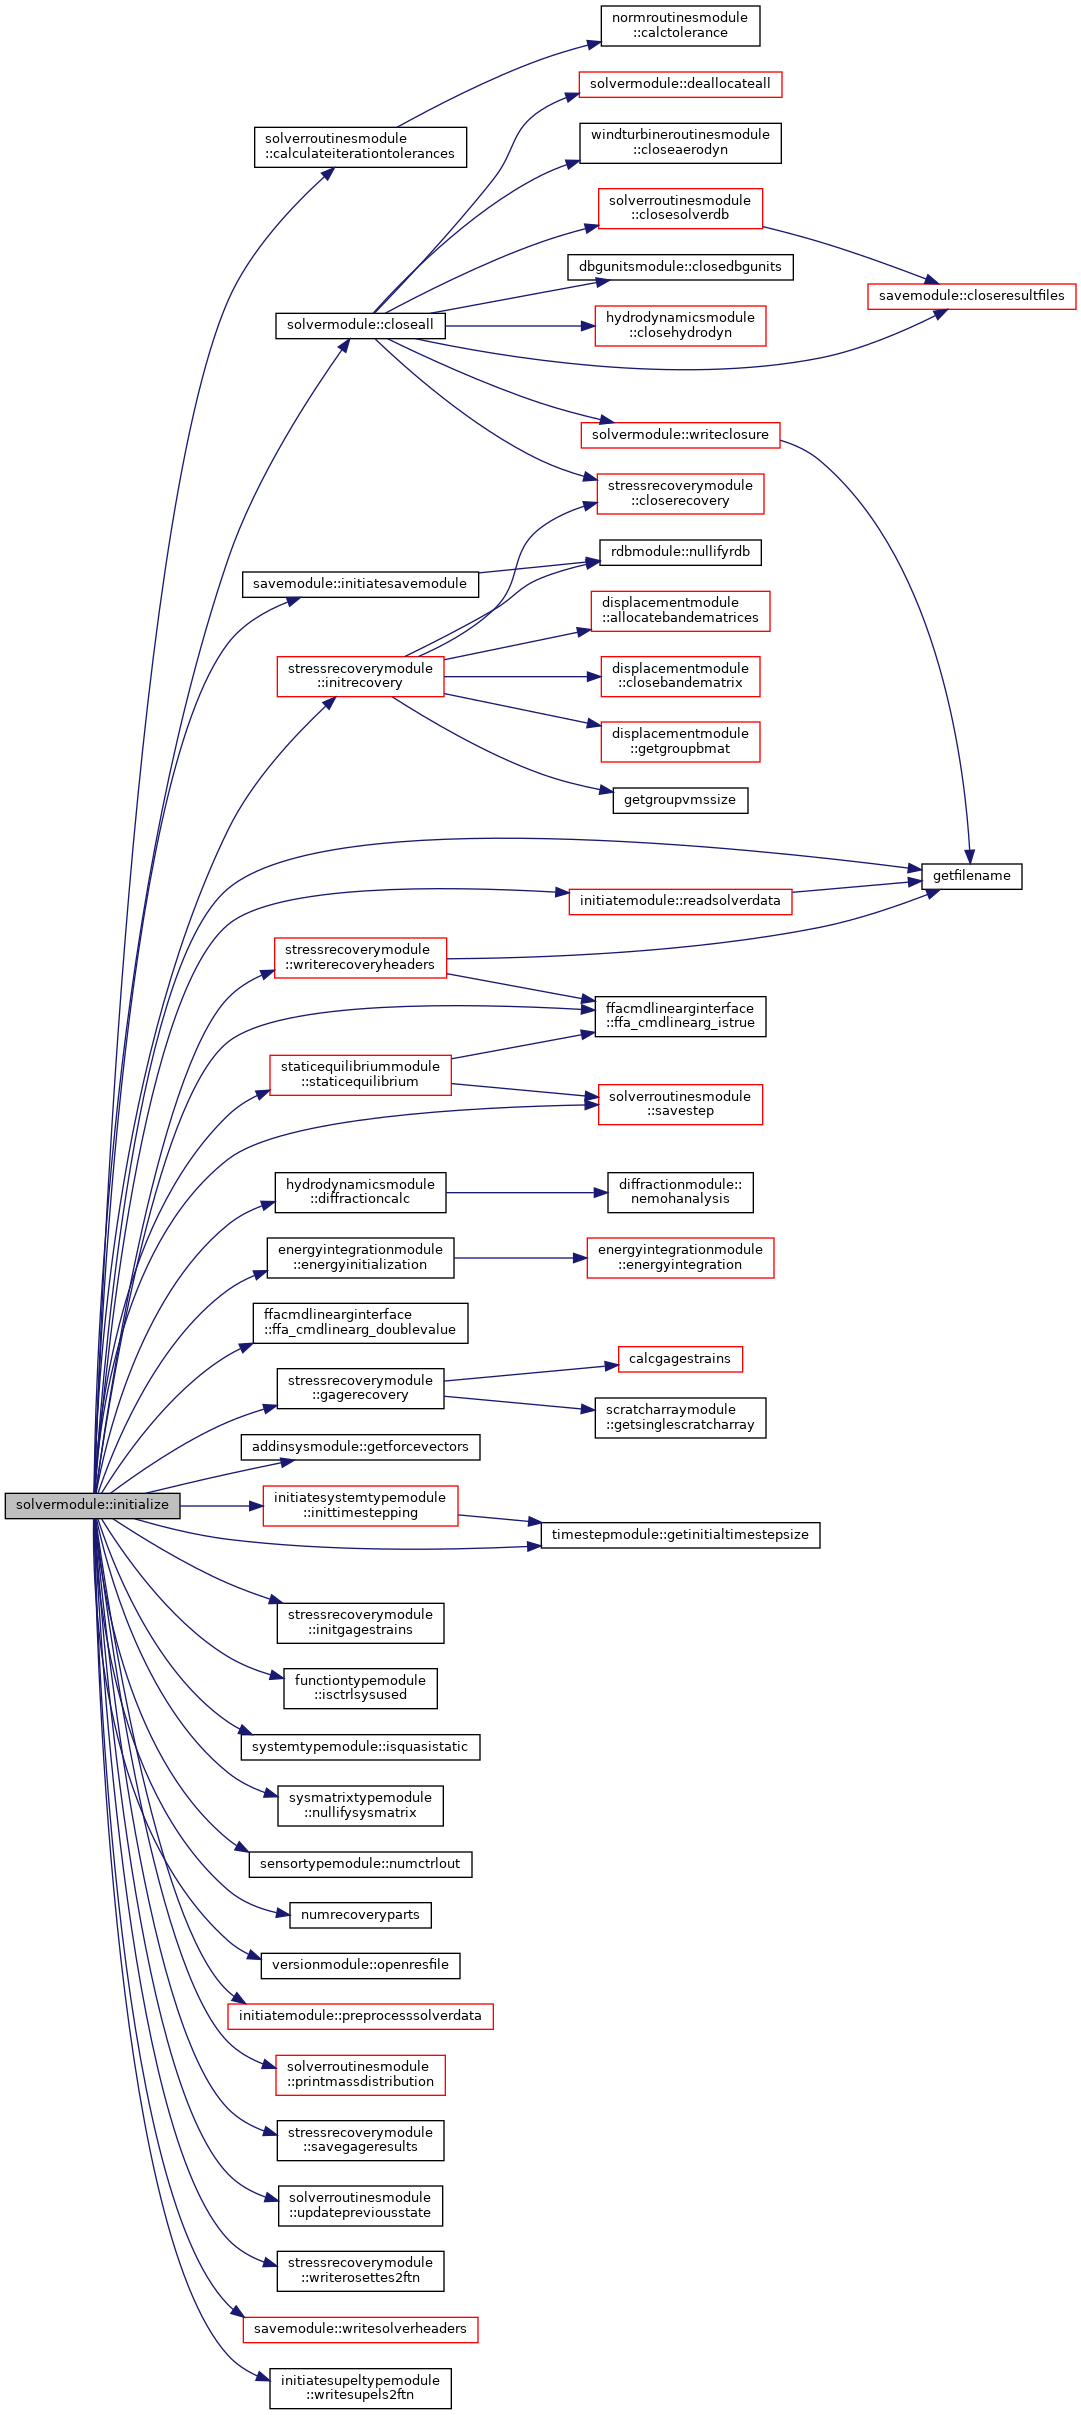 normroutinesmodule
::calctolerance
solvermodule::deallocateall
solverroutinesmodule
::calculateiterationtolerances
windturbineroutinesmodule
::closeaerodyn
solverroutinesmodule
::closesolverdb
dbgunitsmodule::closedbgunits
savemodule::closeresultfiles
solvermodule::closeall
hydrodynamicsmodule
::closehydrodyn
solvermodule::writeclosure
stressrecoverymodule
::closerecovery
rdbmodule::nullifyrdb
savemodule::initiatesavemodule
displacementmodule
::allocatebandematrices
stressrecoverymodule
::initrecovery
displacementmodule
::closebandematrix
displacementmodule
::getgroupbmat
getgroupvmssize
getfilename
initiatemodule::readsolverdata
stressrecoverymodule
::writerecoveryheaders
ffacmdlinearginterface
::ffa_cmdlinearg_istrue
staticequilibriummodule
::staticequilibrium
solverroutinesmodule
::savestep
hydrodynamicsmodule
::diffractioncalc
diffractionmodule::
nemohanalysis
energyintegrationmodule
::energyinitialization
energyintegrationmodule
::energyintegration
ffacmdlinearginterface
::ffa_cmdlinearg_doublevalue
calcgagestrains
stressrecoverymodule
::gagerecovery
scratcharraymodule
::getsinglescratcharray
addinsysmodule::getforcevectors
solvermodule::initialize
initiatesystemtypemodule
::inittimestepping
timestepmodule::getinitialtimestepsize
stressrecoverymodule
::initgagestrains
functiontypemodule
::isctrlsysused
systemtypemodule::isquasistatic
sysmatrixtypemodule
::nullifysysmatrix
sensortypemodule::numctrlout
numrecoveryparts
versionmodule::openresfile
initiatemodule::preprocesssolverdata
solverroutinesmodule
::printmassdistribution
stressrecoverymodule
::savegageresults
solverroutinesmodule
::updatepreviousstate
stressrecoverymodule
::writerosettes2ftn
savemodule::writesolverheaders
initiatesupeltypemodule
::writesupels2ftn